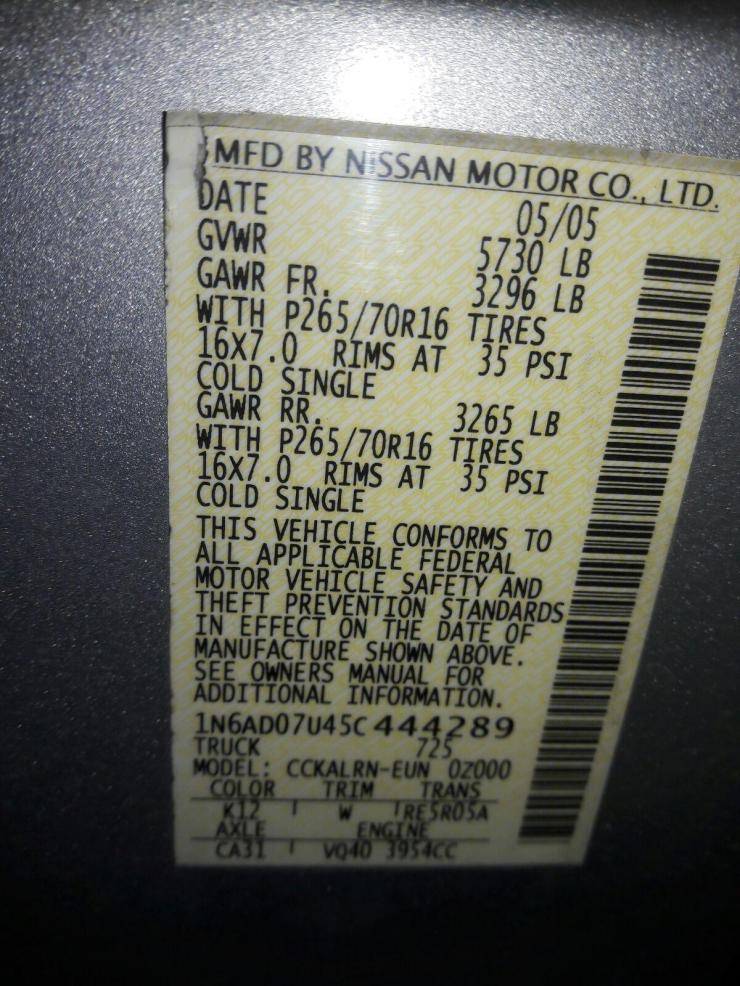 MFD BY NISSAN MOTOR CO., LTD.
DATE 05/05
GVWR 5730 LB
GAWR FR. 3296 LB
WITH P265/70R16 TIRES
16X7.0 RIMS AT 35 PSI
COLD SINGLE
GAWR RR. 3265 LB
WITH P265/70R16 TIRES
16X7.0 RIMS AT 35 PSI
COLD SINGLE
THIS VEHICLE CONFORMS TO
ALL APPLICABLE FEDERAL
MOTOR VEHICLE SAFETY AND
THEFT PREVENTION STANDARDS
IN EFFECT ON THE DATE OF
MANUFACTURE SHOWN ABOVE.
SEE OWNERS MANUAL FOR
ADDITIONAL INFORMATION.
1N6AD07U45C444289
TRUCK 725
MODEL: CCKALRN-EUN 0Z000
COLOR TRIM TRANS
K12 W RE5R05A
AXLE ENGINE
CA31 VQ40 3954CC